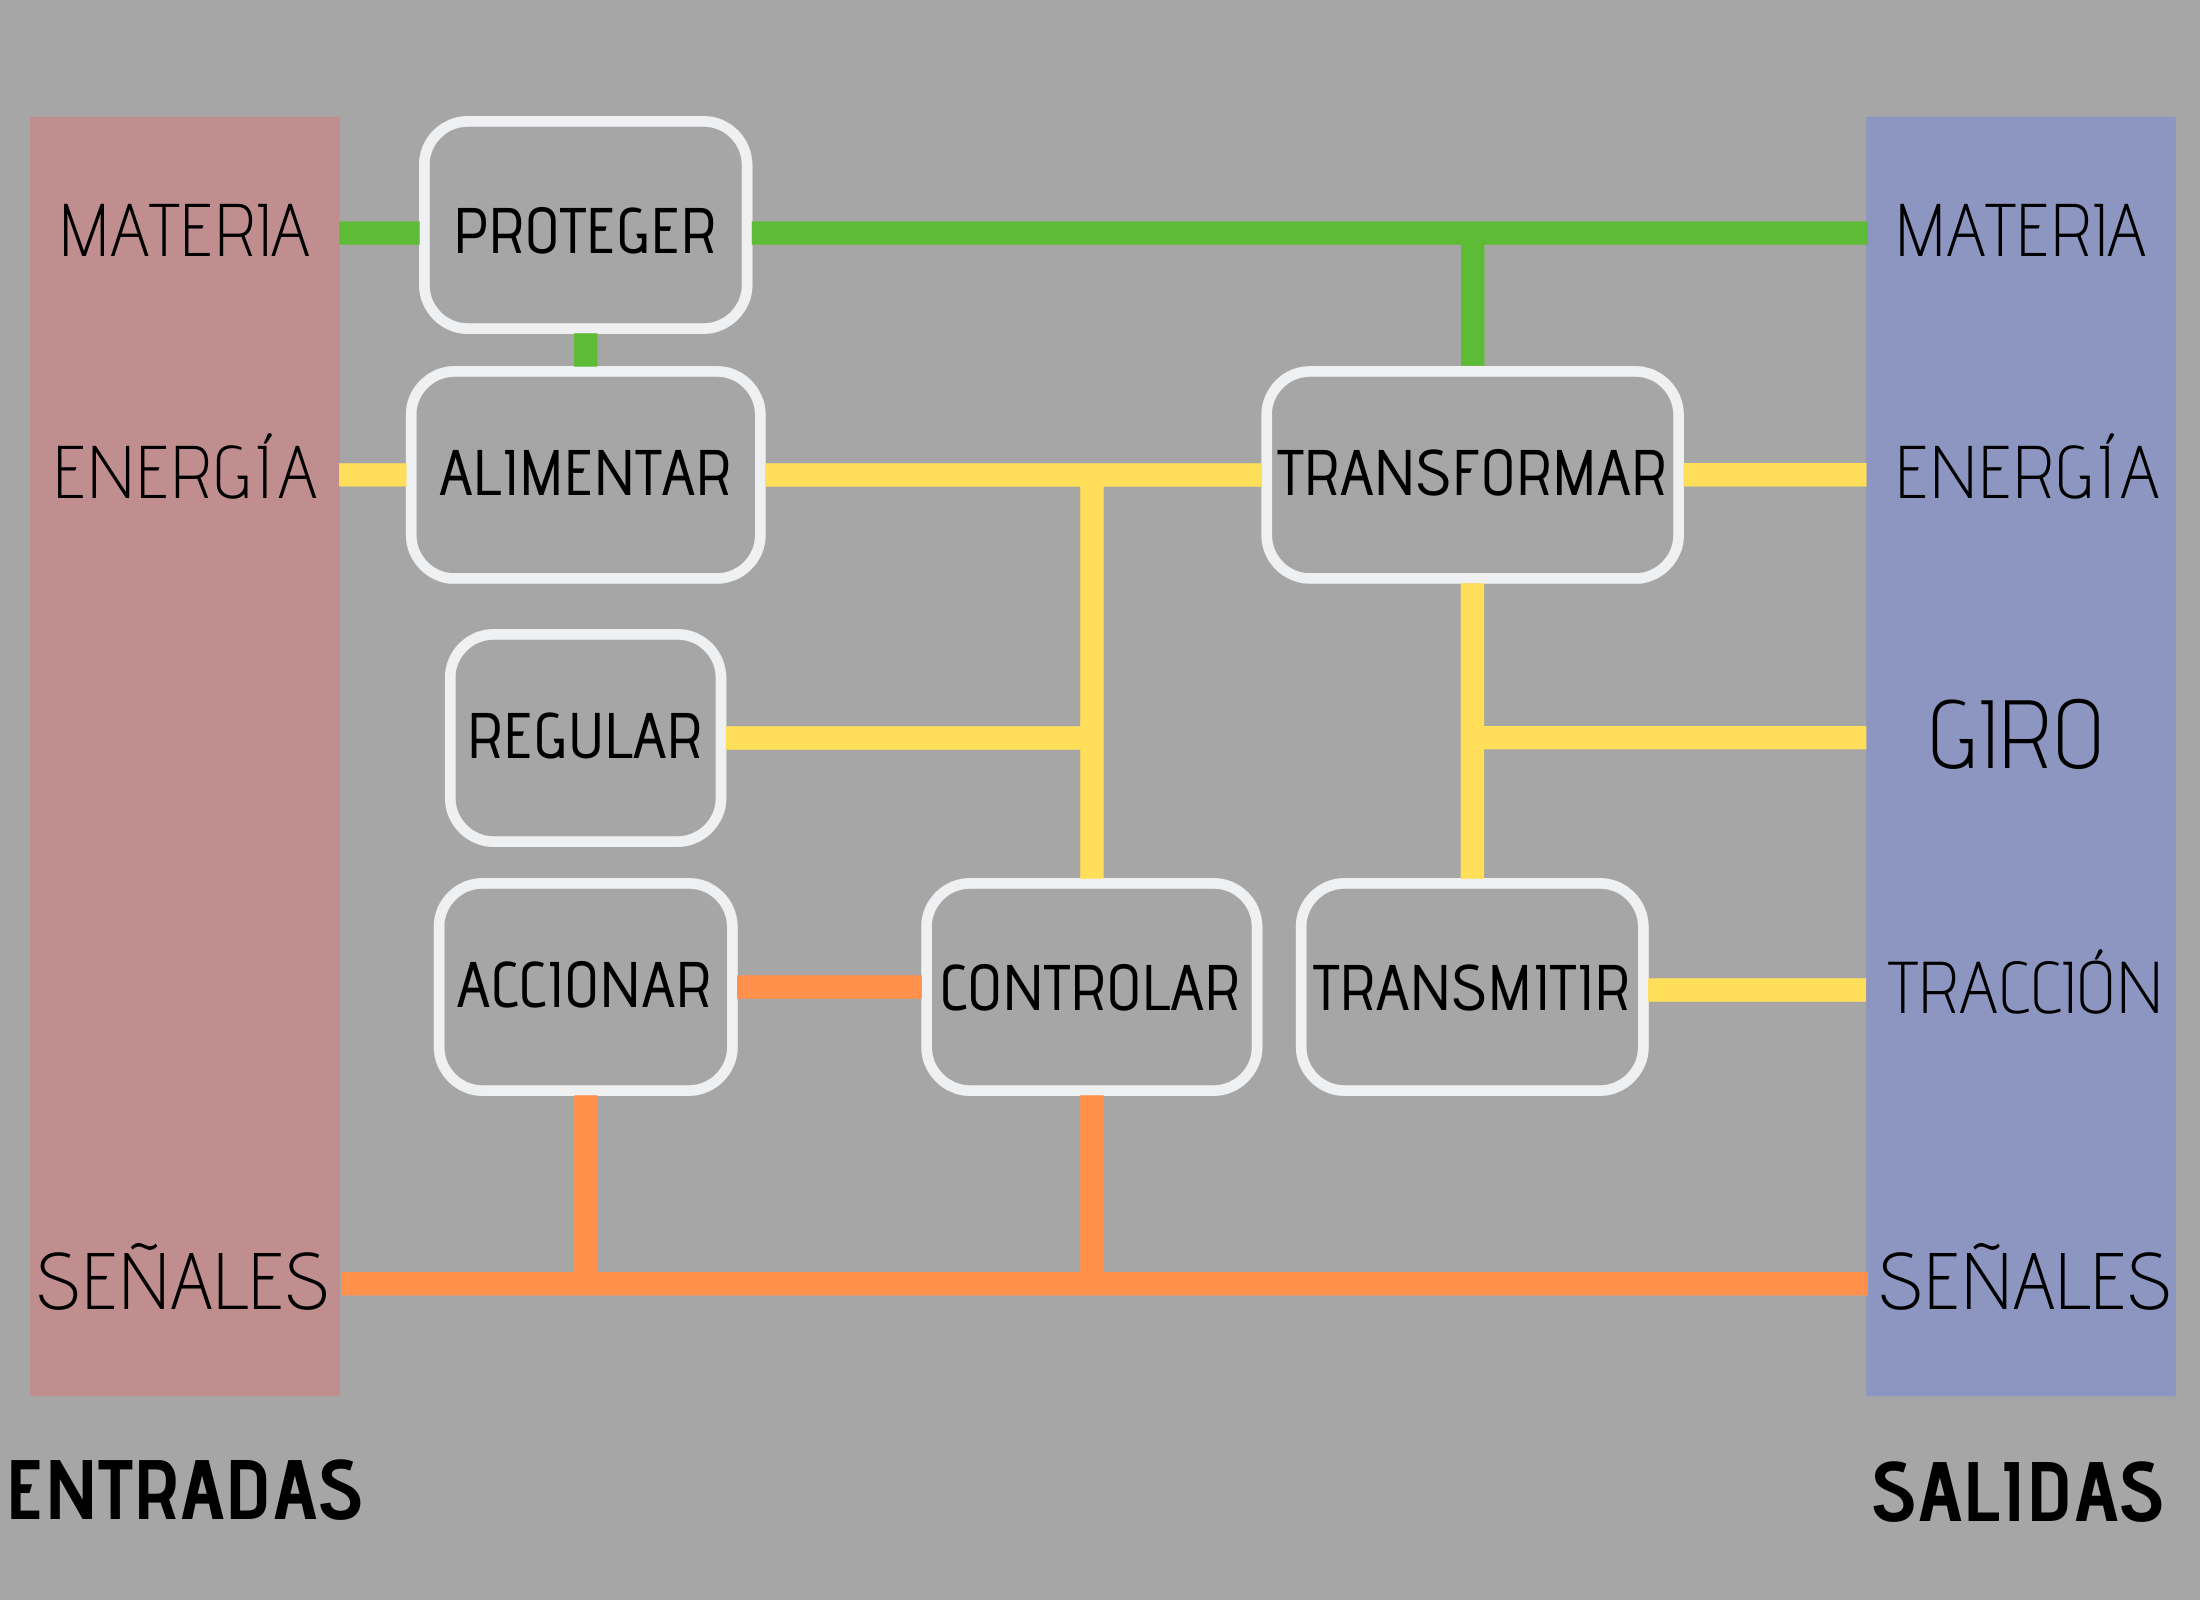 MATERIA
PROTEGER
MATERIA
ENERGÍA
ALIMENTAR
TRANSFORMAR
ENERGÍA
REGULAR
GIRO
ACCIONAR
CONTROLAR
TRANSMITIR
TRACCIÓN
SEÑALES
SEÑALES
ENTRADAS
SALIDAS